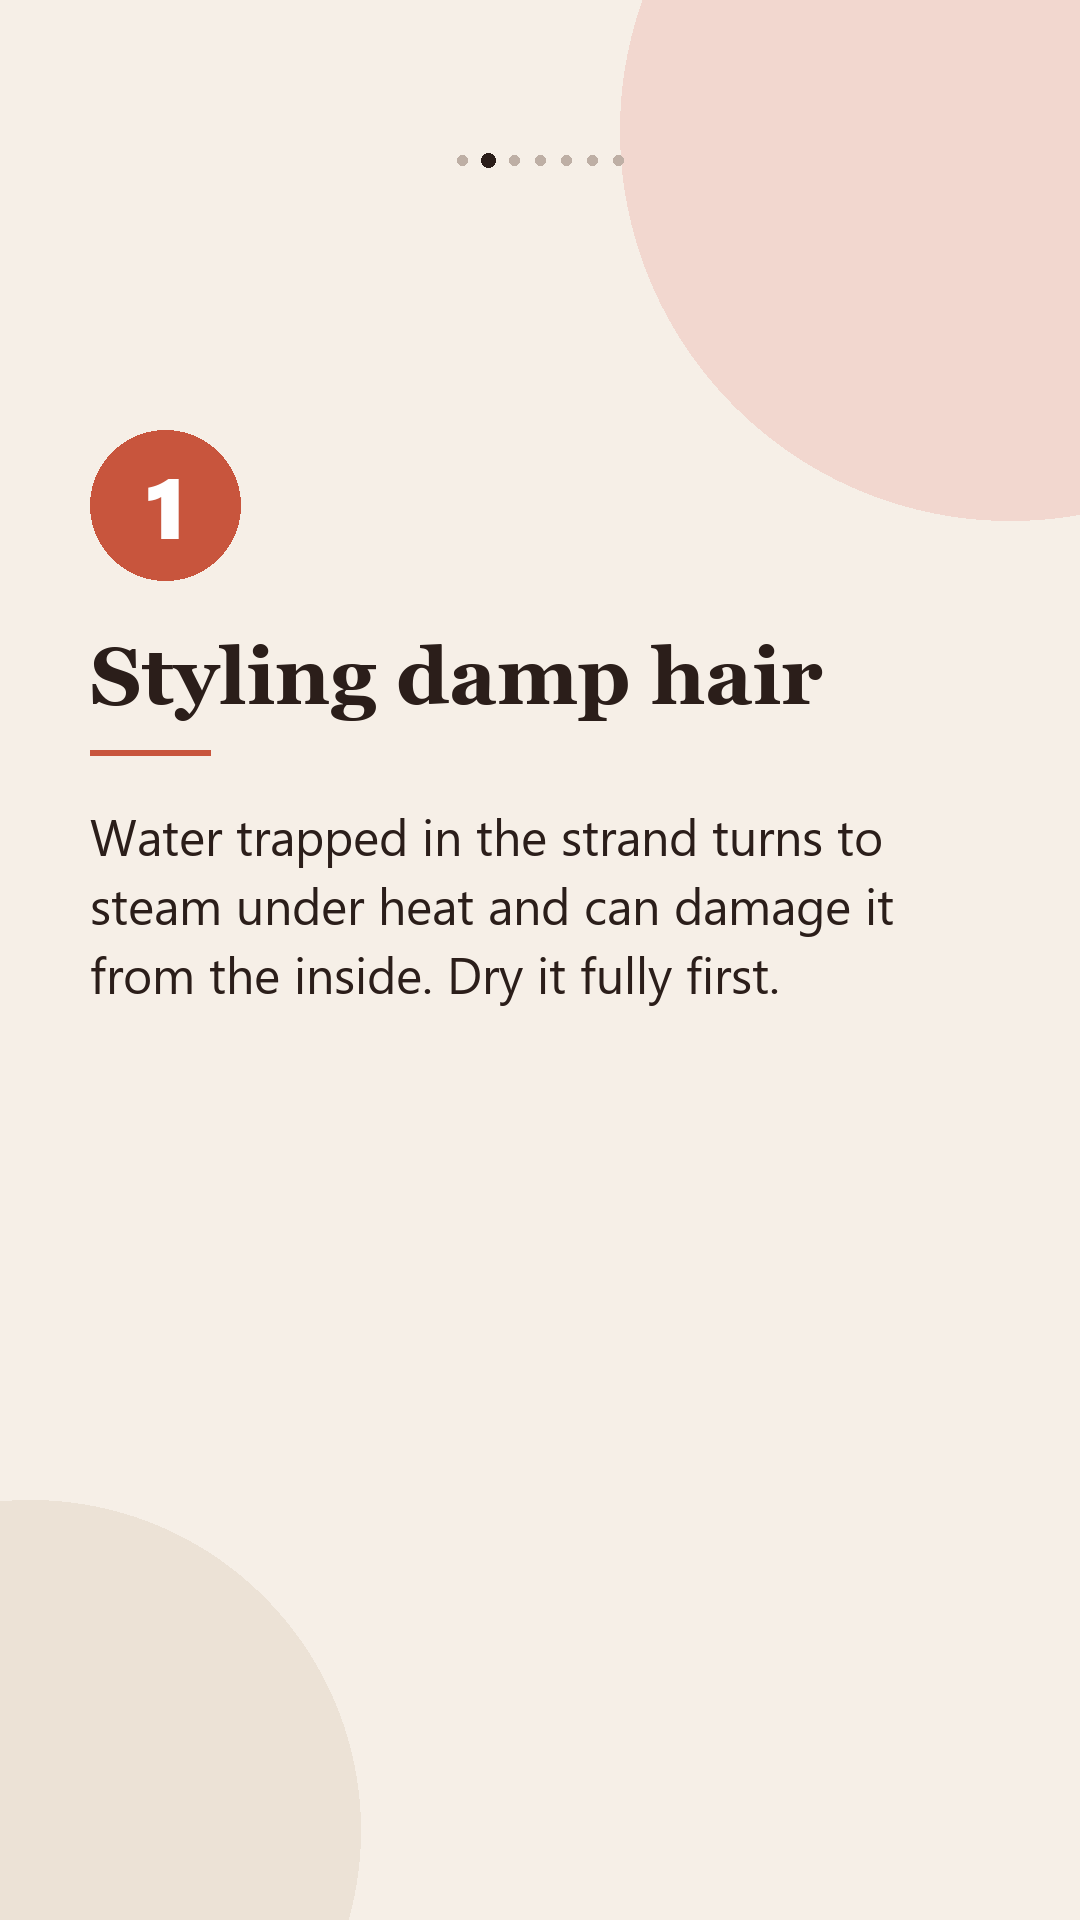 1
Styling damp hair
Water trapped in the strand turns to
steam under heat and can damage it
from the inside. Dry it fully first.